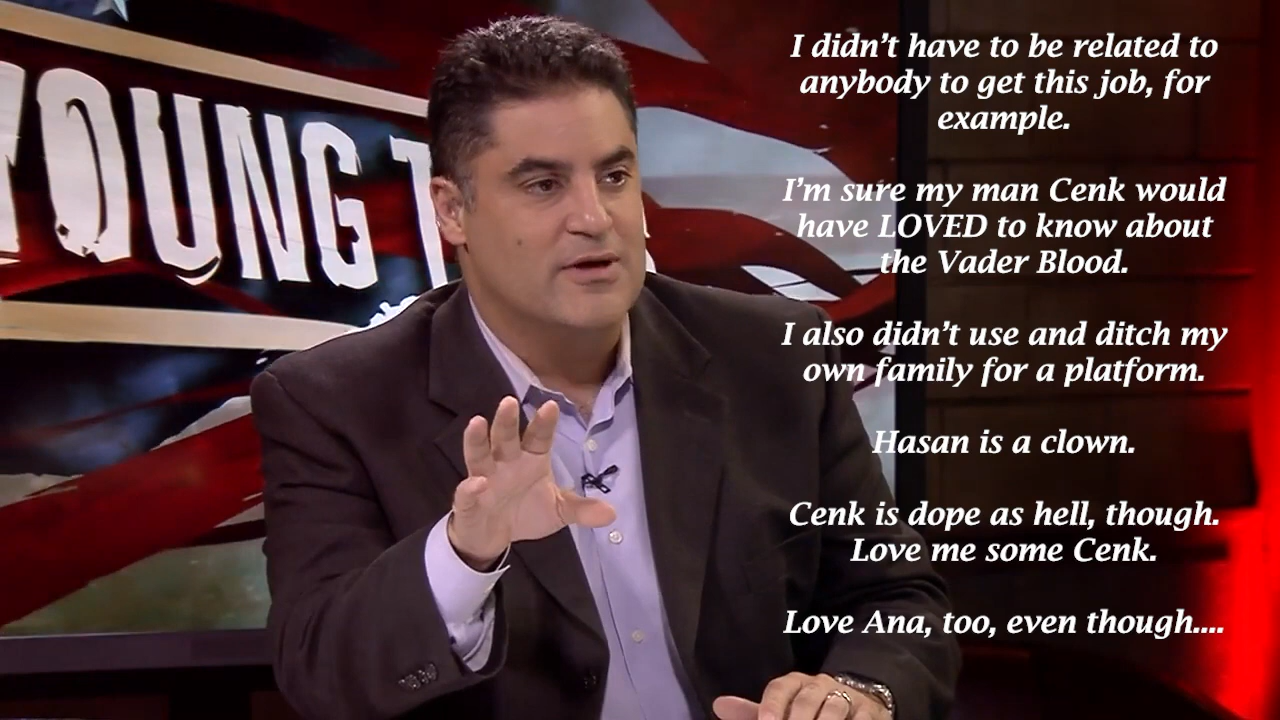 YOUNG T
I didn't have to be related to
anybody to get this job, for
example.
I'm sure my man Cenk would
have LOVED to know about
the Vader Blood.
I also didn't use and ditch my
own family for a platform.
Hasan is a clown.
Cenk is dope as hell, though.
Love me some Cenk.
Love Ana, too, even though....